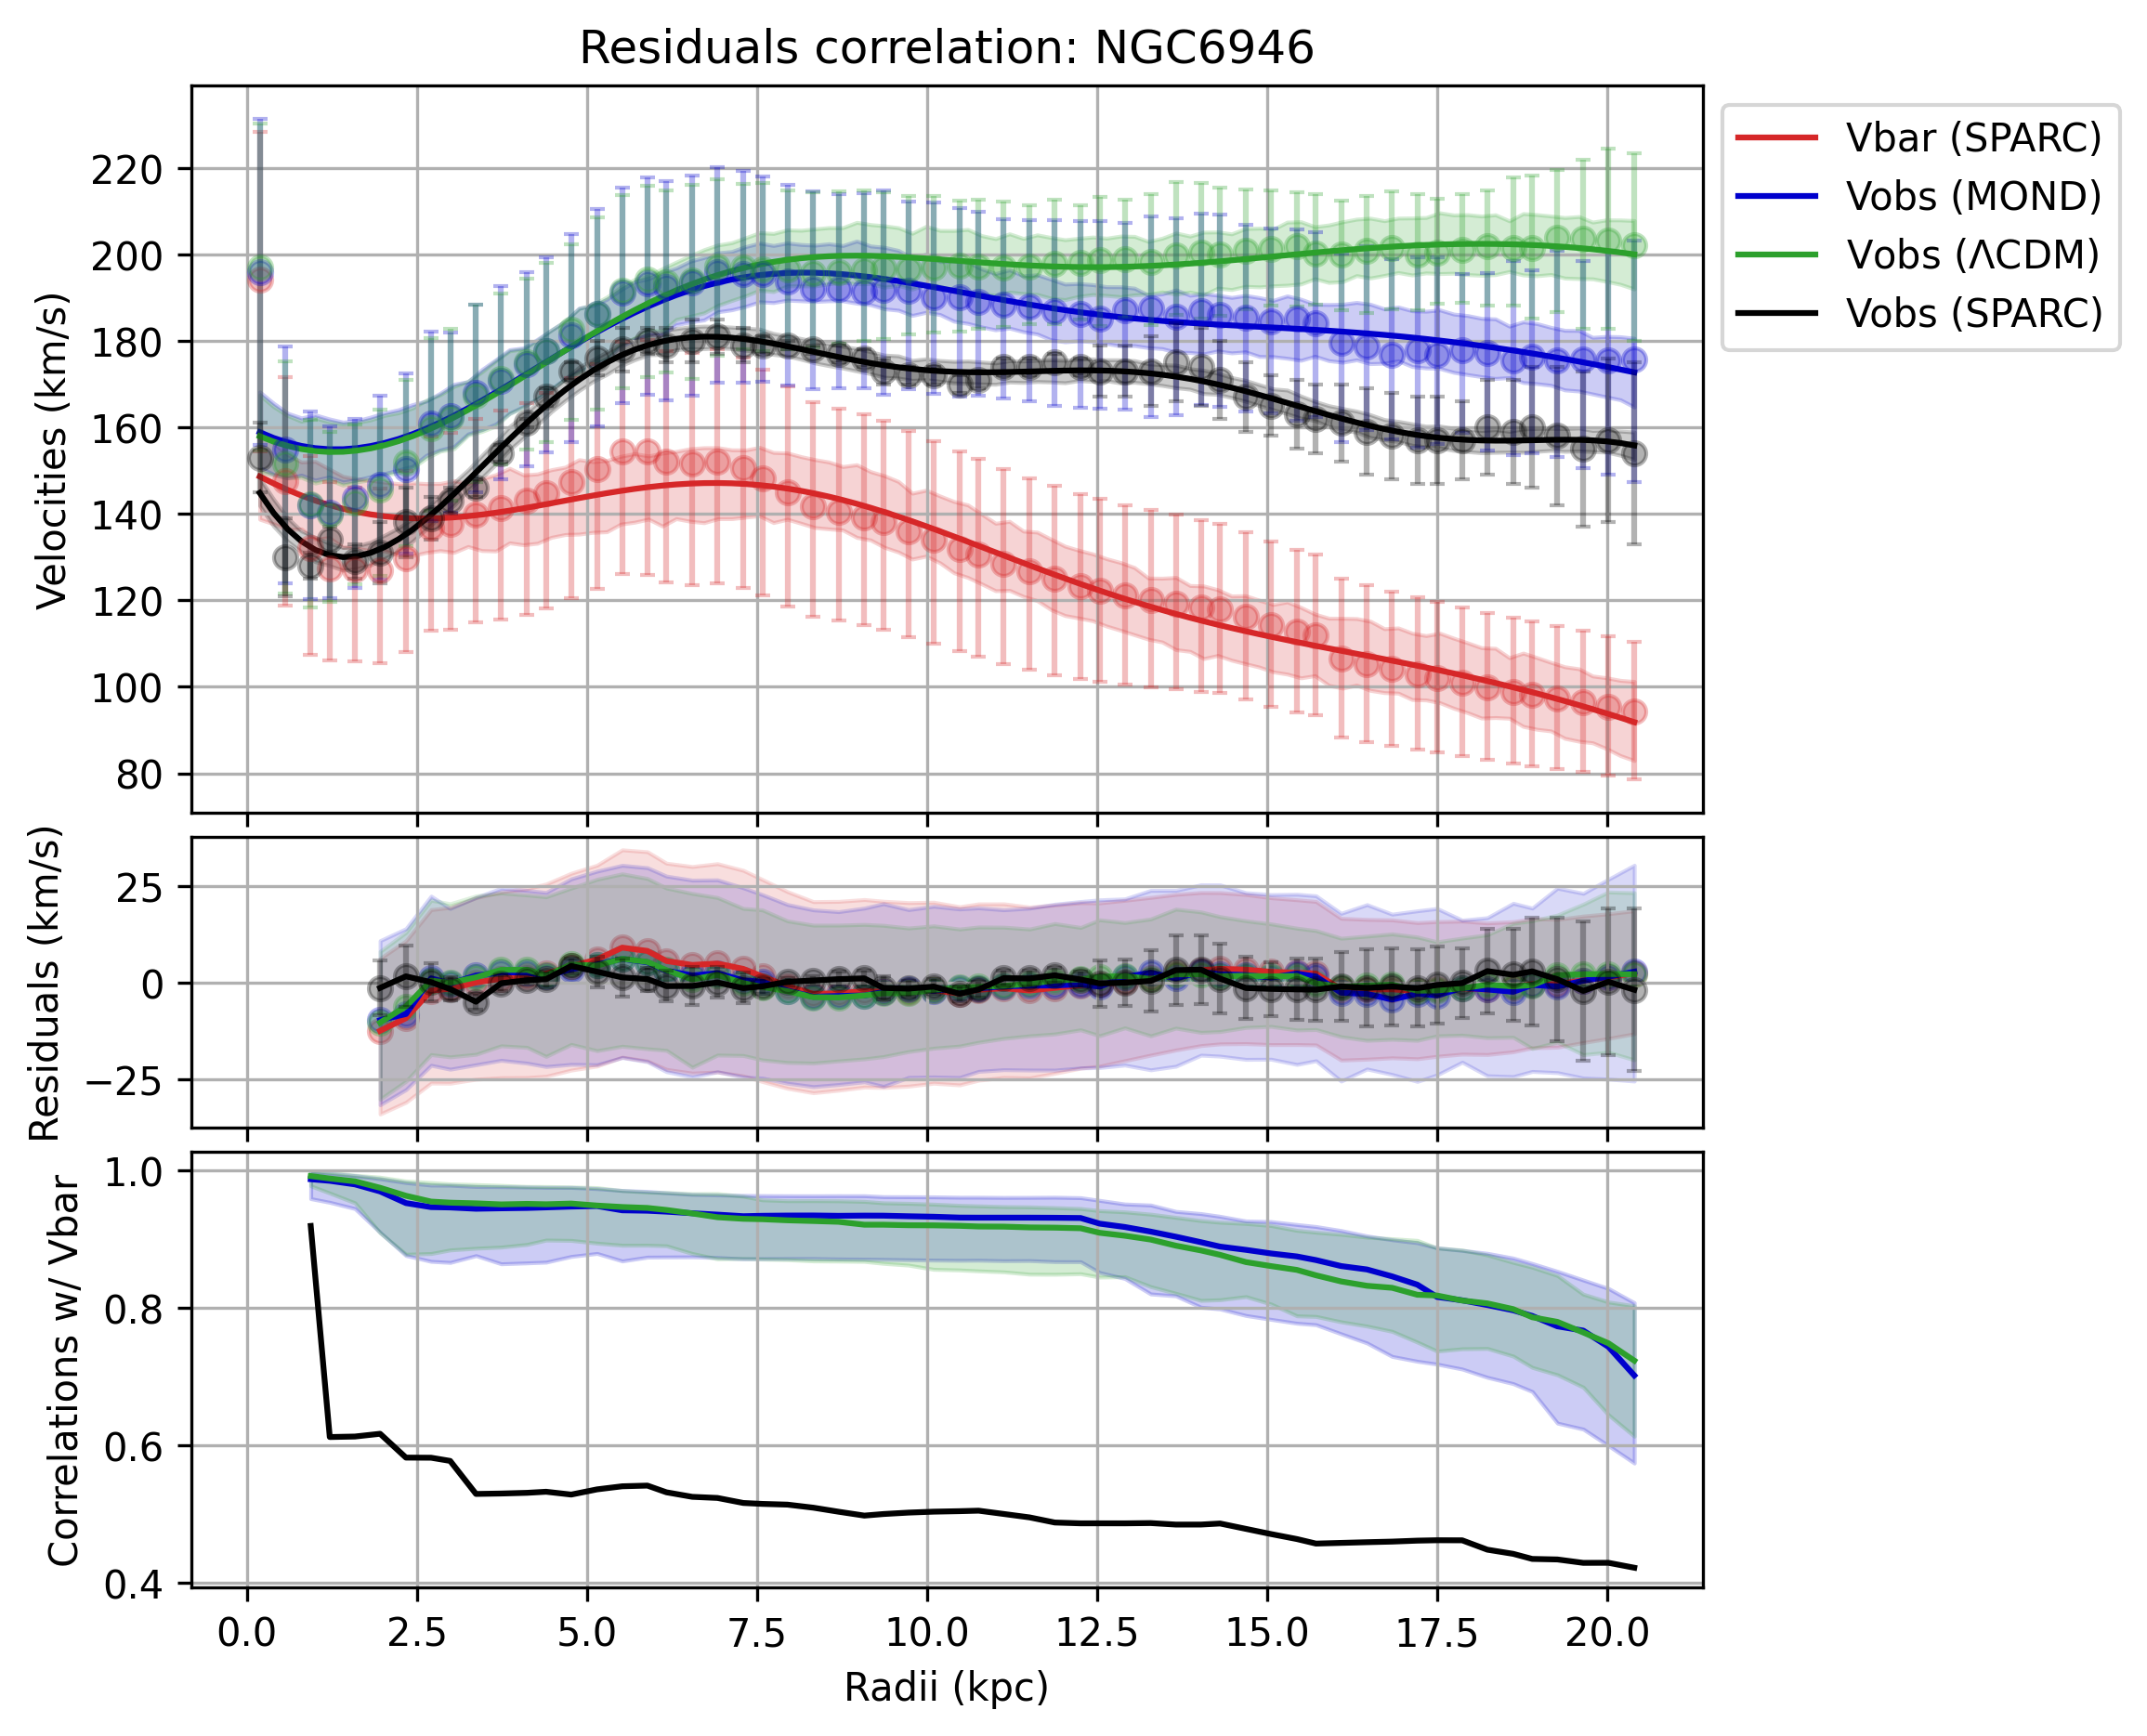 Residuals correlation: NGC6946
Velocities (km/s)
220
200
180
160
140
120
100
80
Vbar (SPARC)
Vobs (MOND)
Vobs (ΛCDM)
Vobs (SPARC)
Residuals (km/s)
25
0
−25
Correlations w/ Vbar
1.0
0.8
0.6
0.4
0.0 2.5 5.0 7.5 10.0 12.5 15.0 17.5 20.0
Radii (kpc)